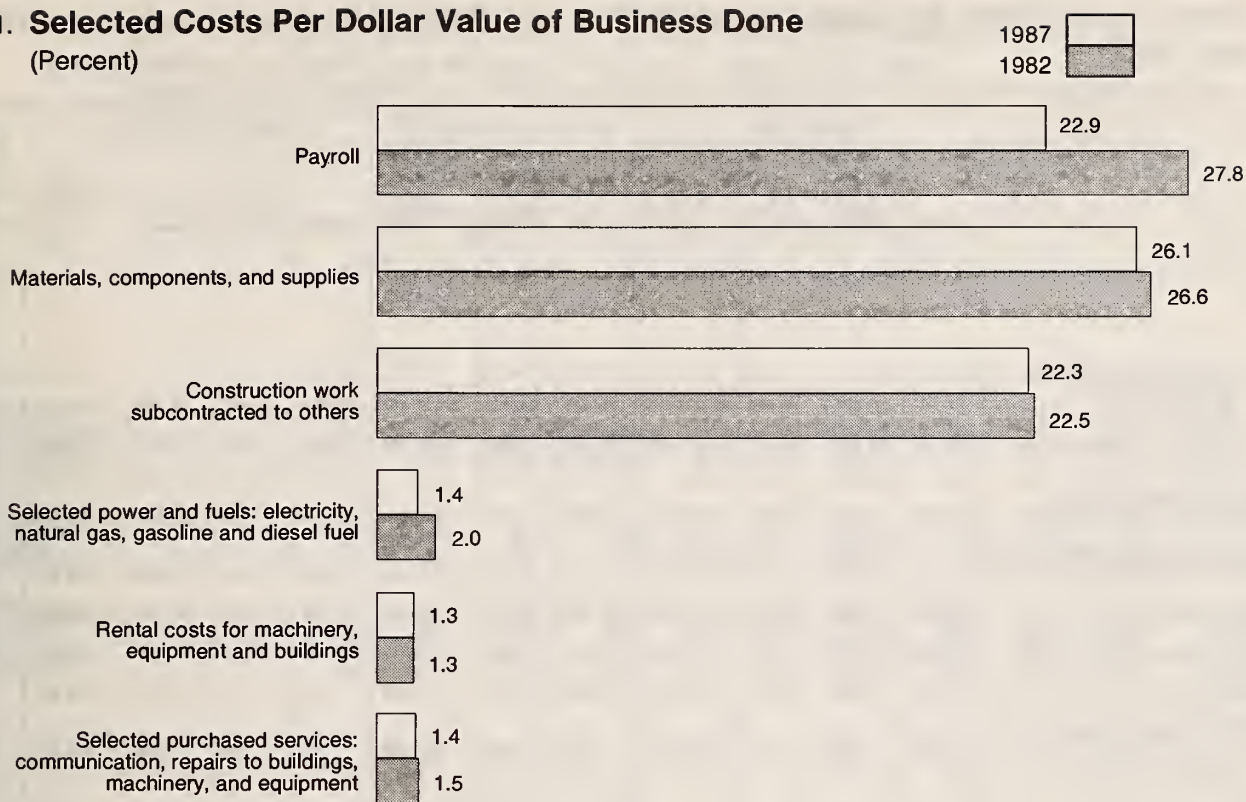 . Selected Costs Per Dollar Value of Business Done
(Percent)
1987
1982
Payroll
22.9
27.8
Materials, components, and supplies
26.1
26.6
Construction work
subcontracted to others
22.3
22.5
Selected power and fuels: electricity,
natural gas, gasoline and diesel fuel
1.4
2.0
Rental costs for machinery,
equipment and buildings
1.3
1.3
Selected purchased services:
communication, repairs to buildings,
machinery, and equipment
1.4
1.5